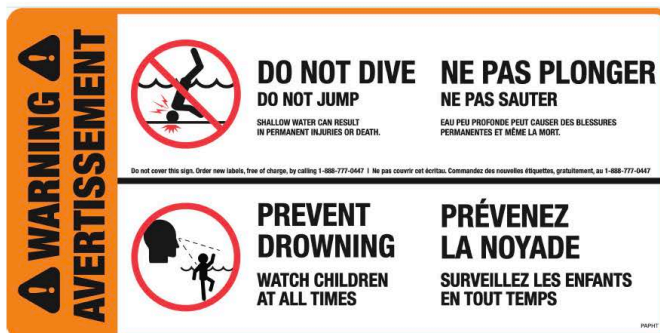 WARNING
AVERTISSEMENT
DO NOT DIVE
DO NOT JUMP
SHALLOW WATER CAN RESULT
IN PERMANENT INJURIES OR DEATH.
NE PAS PLONGER
NE PAS SAUTER
EAU PEU PROFONDE PEUT CAUSER DES BLESSURES
PERMANENTES ET MÊME LA MORT.
Do not cover this sign. Order new labels, free of charge, by calling 1-888-777-0447 | Ne pas couvrir cet écritau. Commandez des nouvelles étiquettes, gratuitement, au 1-888-777-0447
PREVENT
DROWNING
WATCH CHILDREN
AT ALL TIMES
PRÉVENEZ
LA NOYADE
SURVEILLEZ LES ENFANTS
EN TOUT TEMPS
PAPHT